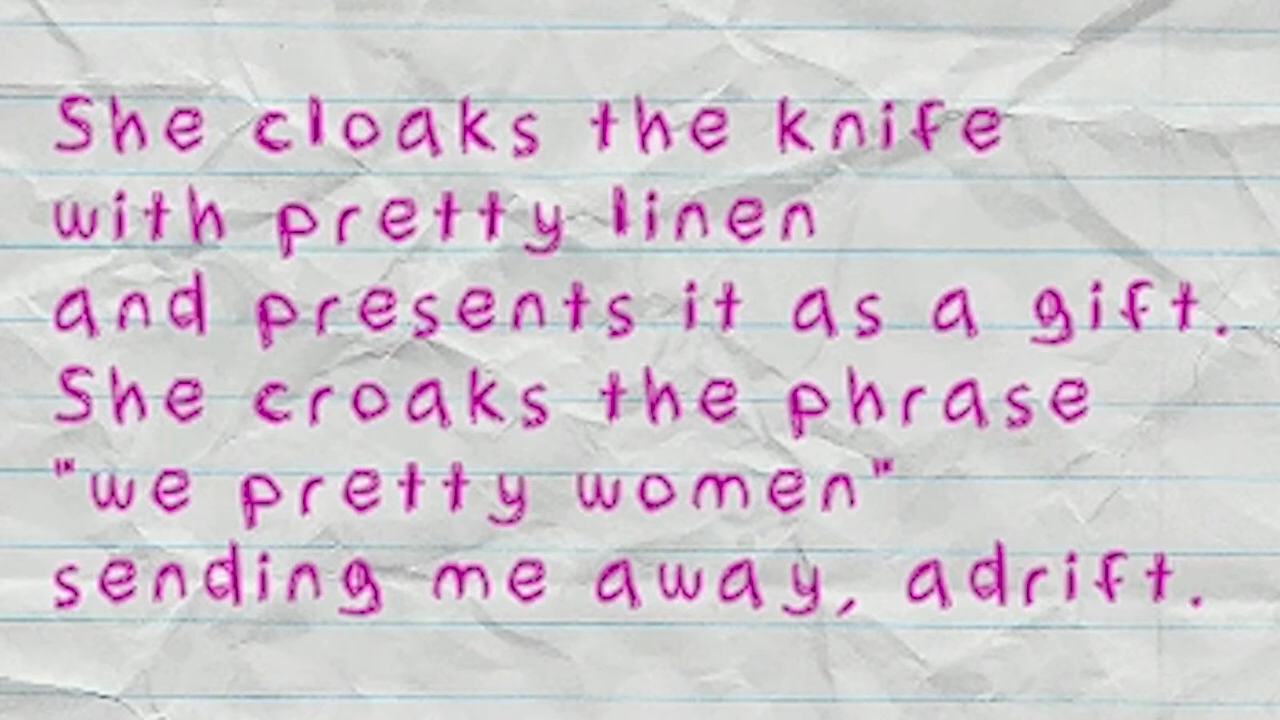 She cloaks the knife
with pretty linen
and presents it as a gift.
She croaks the phrase
"we pretty women"
sending me away, adrift.